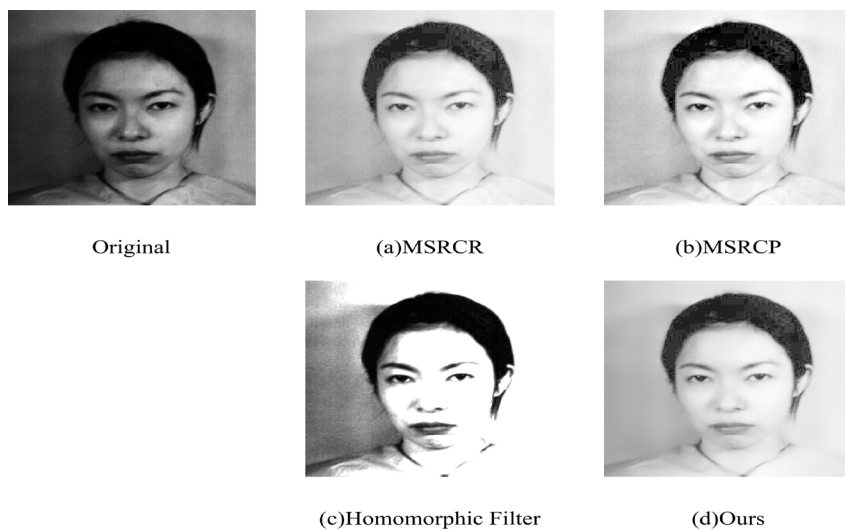 Original
(a)MSRCR
(b)MSRCP
(c)Homomorphic Filter
(d)Ours